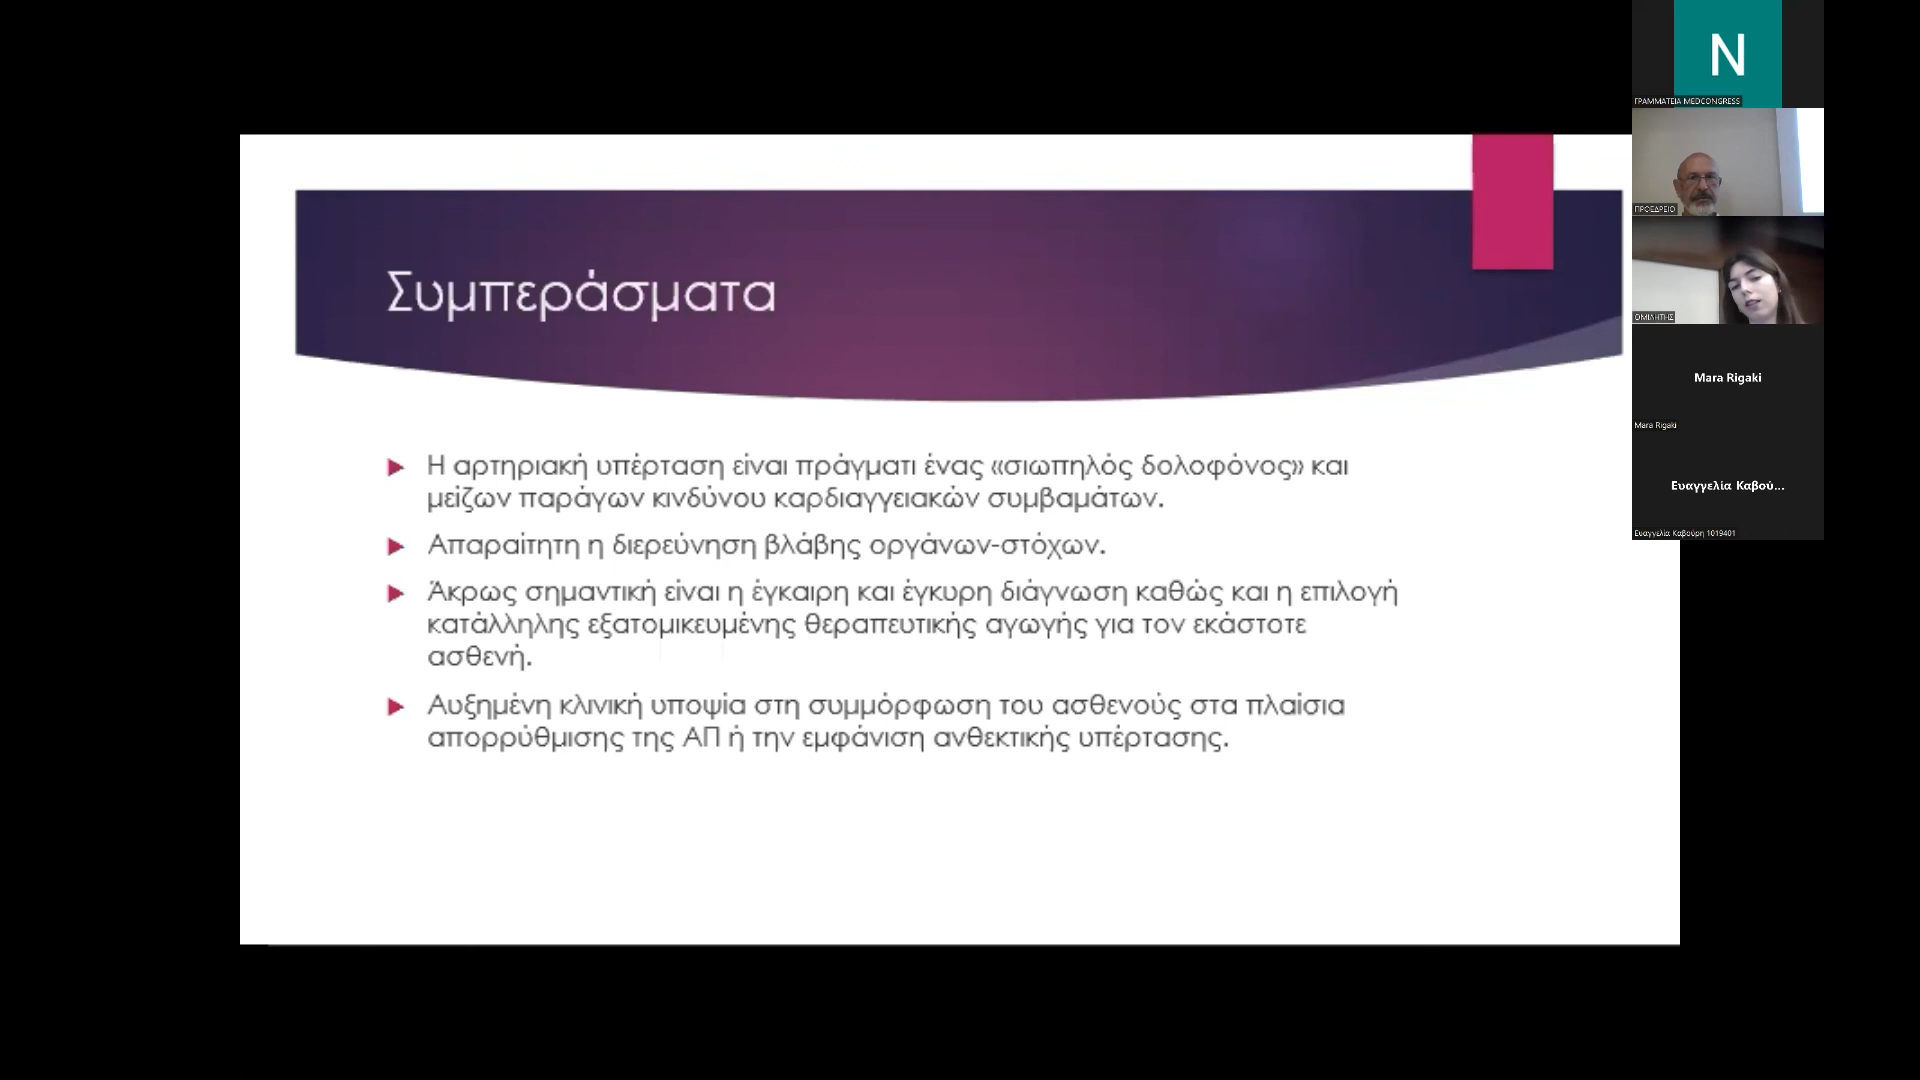 N
ΓΡΑΜΜΑΤΕΙΑ MEDCONGRESS
ΠΡΟΕΔΡΕΙΟ
ΟΜΙΛΗΤΗΣ
Mara Rigaki
Mara Rigaki
Ευαγγελία Καβού...
Ευαγγελία Καβούρη 1019401
Συμπεράσματα
Η αρτηριακή υπέρταση είναι πράγματι ένας «σιωπηλός δολοφόνος» και
μείζων παράγων κινδύνου καρδιαγγειακών συμβαμάτων.
Απαραίτητη η διερεύνηση βλάβης οργάνων-στόχων.
Άκρως σημαντική είναι η έγκαιρη και έγκυρη διάγνωση καθώς και η επιλογή
κατάλληλης εξατομικευμένης θεραπευτικής αγωγής για τον εκάστοτε
ασθενή.
Αυξημένη κλινική υποψία στη συμμόρφωση του ασθενούς στα πλαίσια
απορρύθμισης της ΑΠ ή την εμφάνιση ανθεκτικής υπέρτασης.